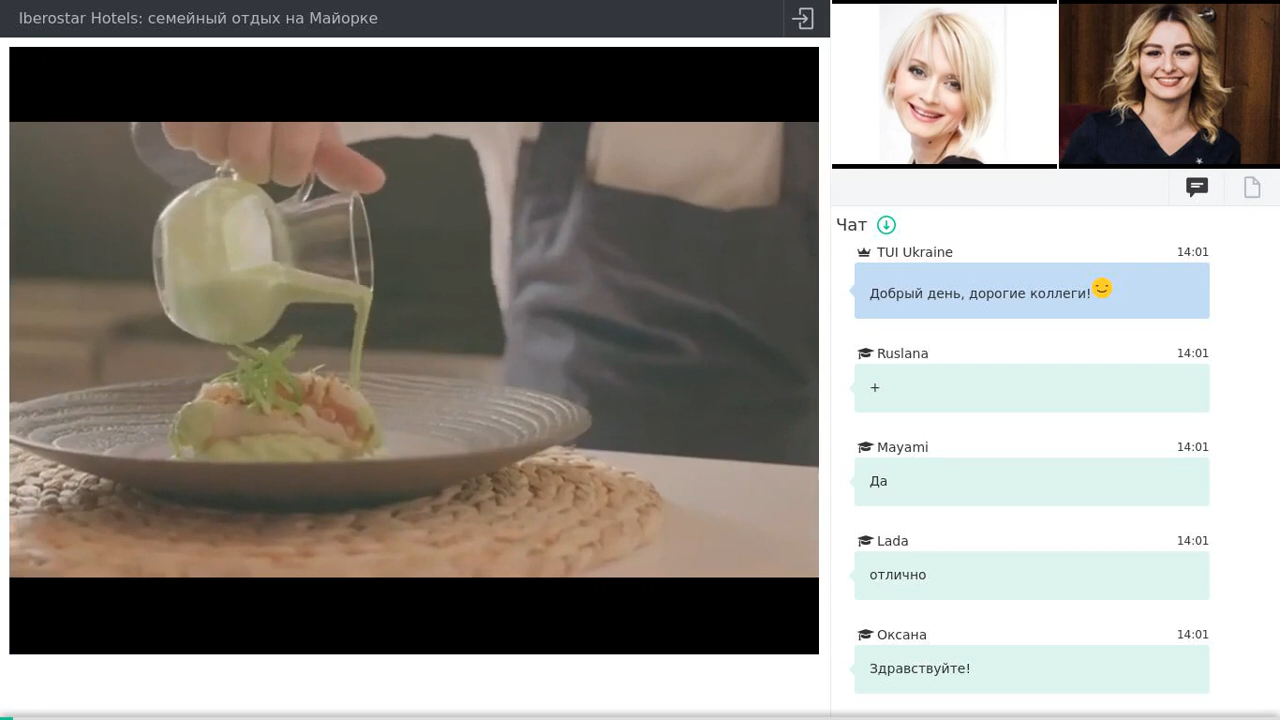 Iberostar Hotels: семейный отдых на Майорке
Чат
TUI Ukraine 14:01
Добрый день, дорогие коллеги!
Ruslana 14:01
+
Mayami 14:01
Да
Lada 14:01
отлично
Оксана 14:01
Здравствуйте!